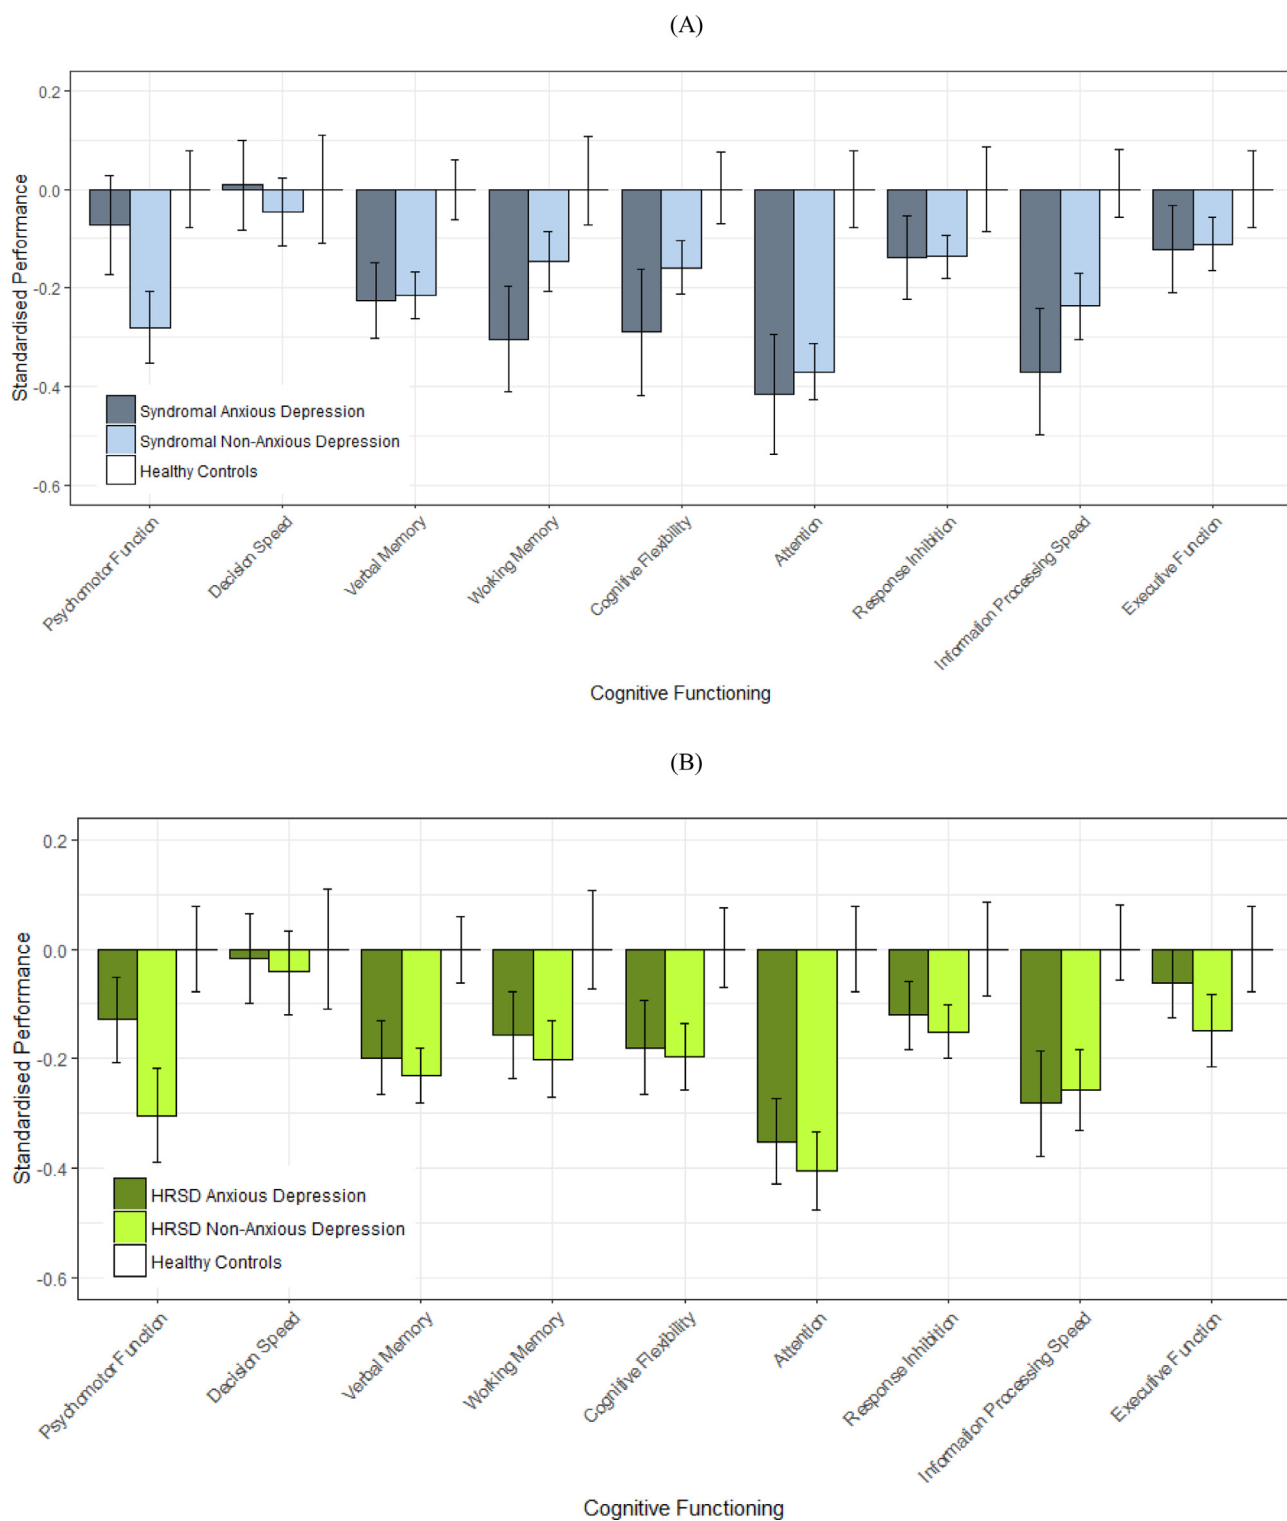 (A)
0.2
0.0
-0.2
-0.4
-0.6
Standardised Performance
Syndromal Anxious Depression
Syndromal Non-Anxious Depression
Healthy Controls
Psychomotor Function
Decision Speed
Verbal Memory
Working Memory
Cognitive Flexibility
Attention
Response Inhibition
Information Processing Speed
Executive Function
Cognitive Functioning
(B)
0.2
0.0
-0.2
-0.4
-0.6
Standardised Performance
HRSD Anxious Depression
HRSD Non-Anxious Depression
Healthy Controls
Psychomotor Function
Decision Speed
Verbal Memory
Working Memory
Cognitive Flexibility
Attention
Response Inhibition
Information Processing Speed
Executive Function
Cognitive Functioning